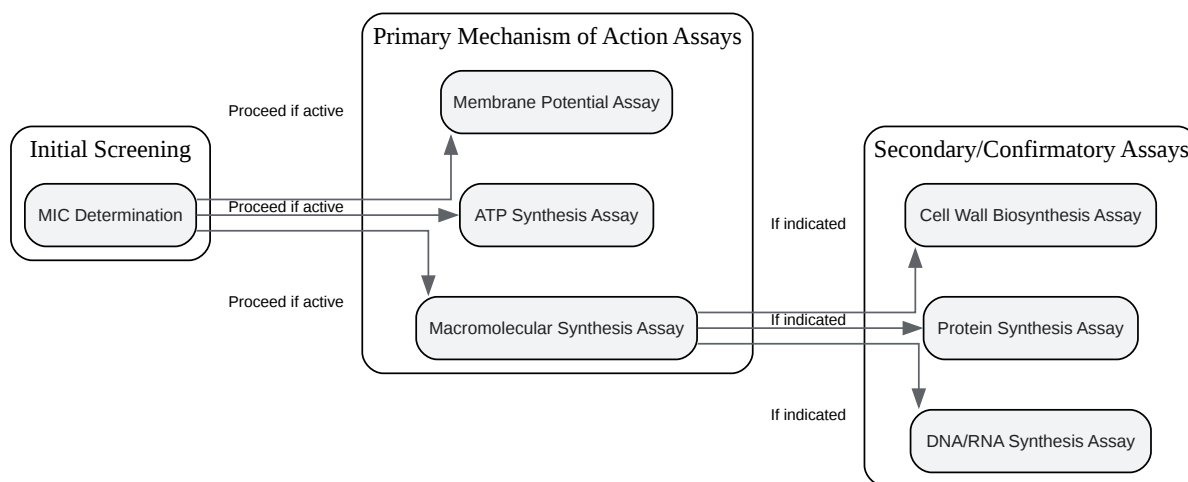 Primary Mechanism of Action Assays
Membrane Potential Assay
Proceed if active
Initial Screening
Secondary/Confirmatory Assays
MIC Determination
Proceed if active
ATP Synthesis Assay
If indicated
Cell Wall Biosynthesis Assay
Proceed if active
Macromolecular Synthesis Assay
If indicated
Protein Synthesis Assay
If indicated
DNA/RNA Synthesis Assay